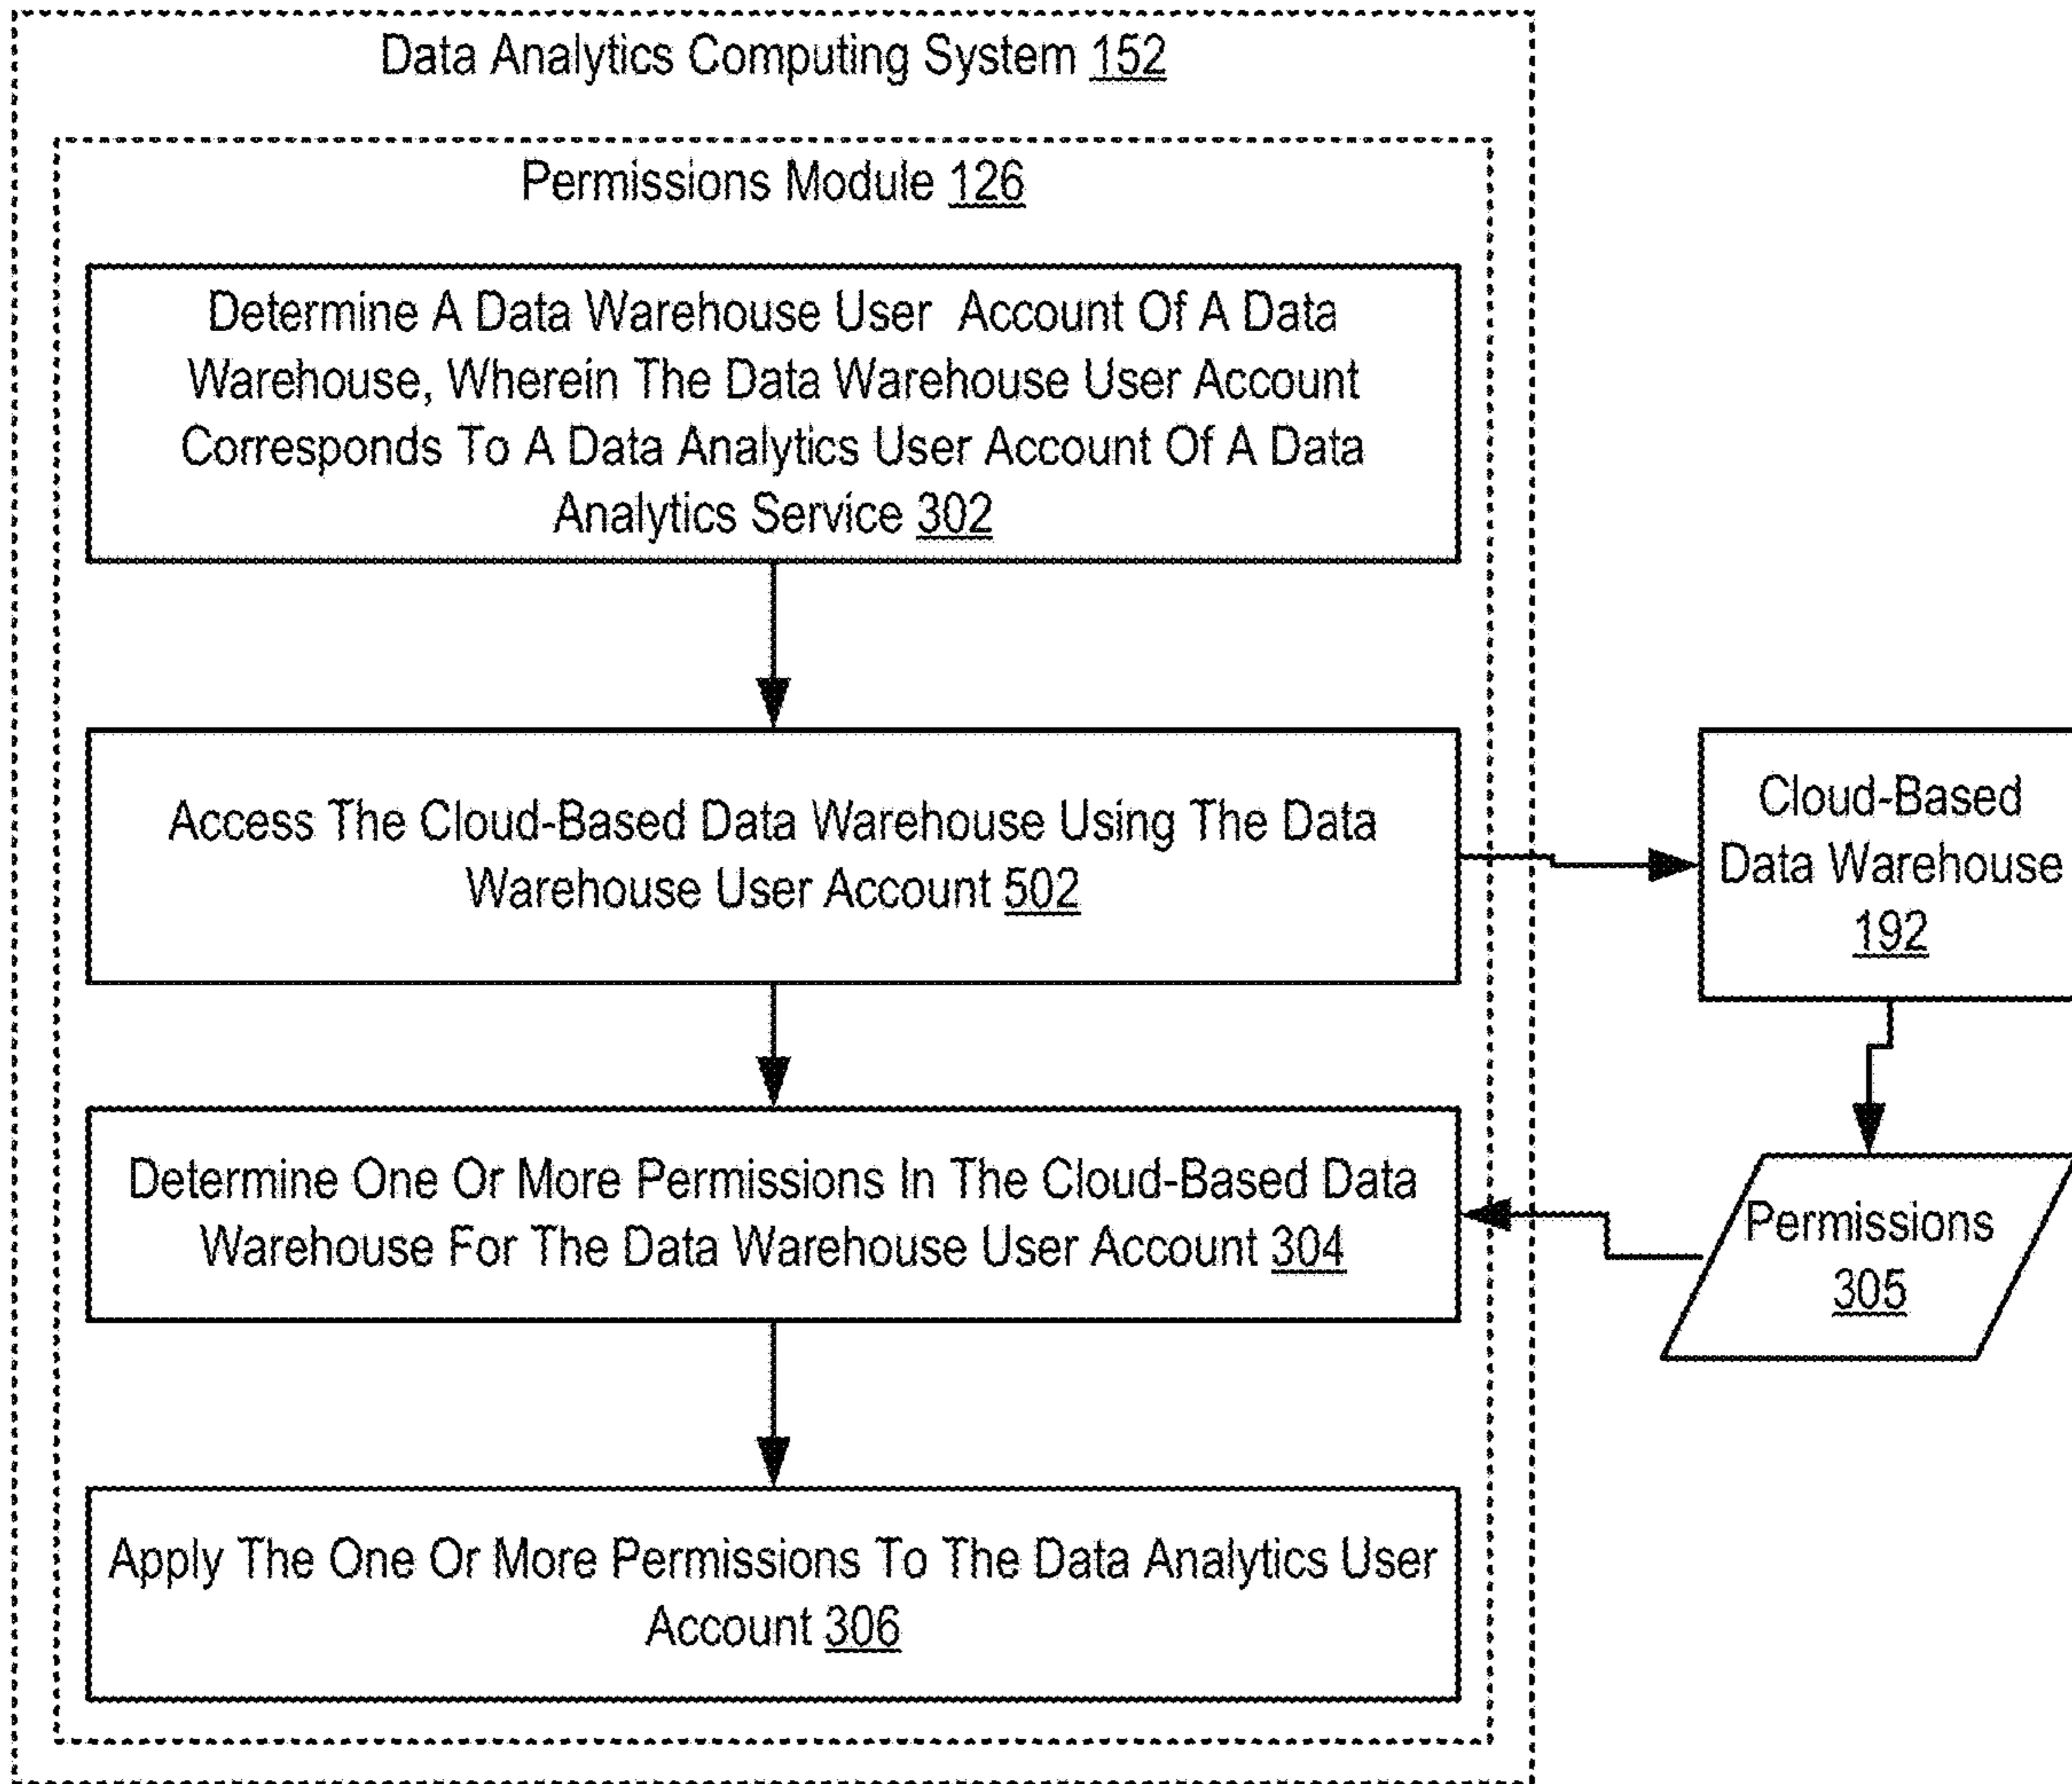 Data Analytics Computing System 152
Permissions Module 126
Determine A Data Warehouse User Account Of A Data
Warehouse, Wherein The Data Warehouse User Account
Corresponds To A Data Analytics User Account Of A Data
Analytics Service 302
Access The Cloud-Based Data Warehouse Using The Data
Warehouse User Account 502
Cloud-Based
Data Warehouse
192
Determine One Or More Permissions In The Cloud-Based Data
Warehouse For The Data Warehouse User Account 304
Permissions
305
Apply The One Or More Permissions To The Data Analytics User
Account 306